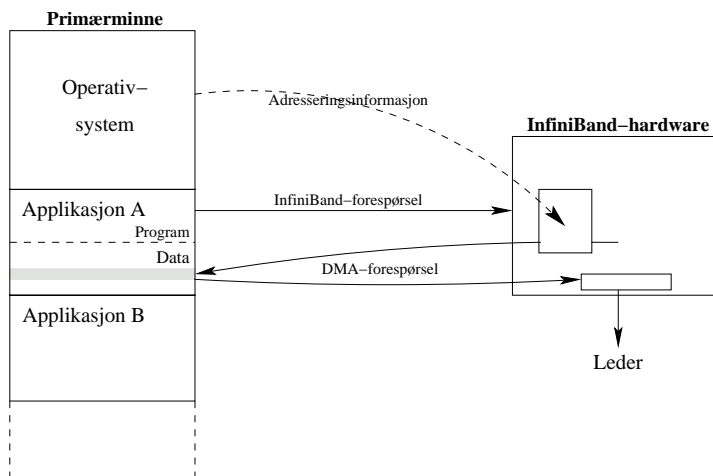 Primærminne
Operativ–
system
Adresseringsinformasjon
InfiniBand–hardware
Applikasjon A
InfiniBand–forespørsel
Program
Data
DMA–forespørsel
Applikasjon B
Leder